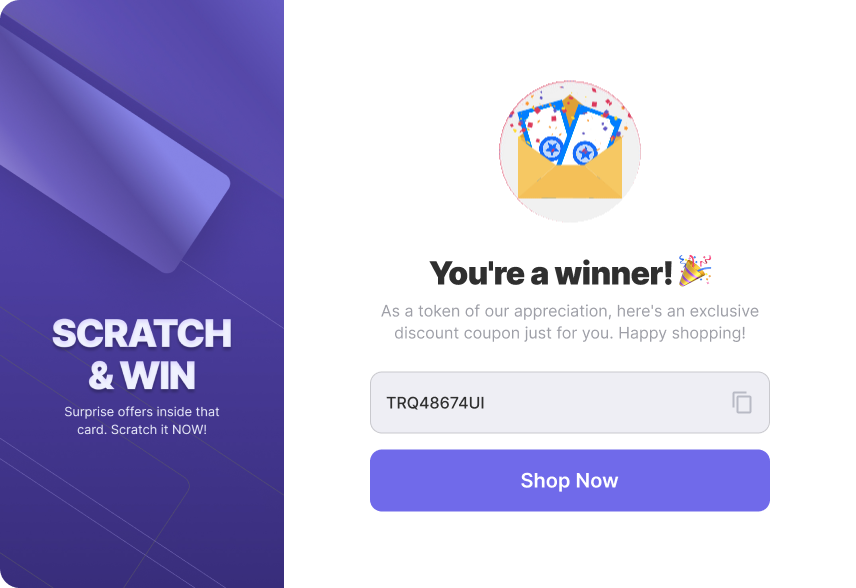 SCRATCH
& WIN
Surprise offers inside that
card. Scratch it NOW!
You're a winner! 🎉
As a token of our appreciation, here's an exclusive
discount coupon just for you. Happy shopping!
TRQ48674UI
Shop Now